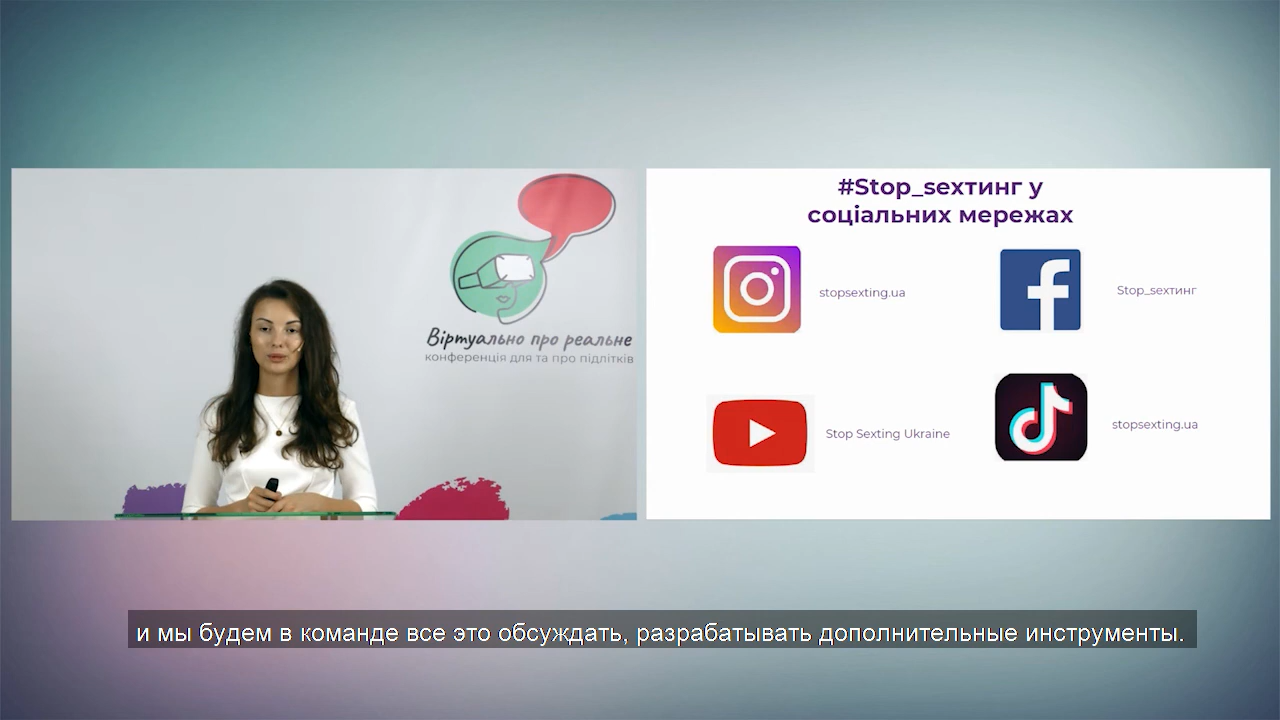 Віртуально про реальне
конференція для та про підлітків
#Stop_sexтинг у
соціальних мережах
stopsexting.ua
Stop_sexтинг
Stop Sexting Ukraine
stopsexting.ua
и мы будем в команде все это обсуждать, разрабатывать дополнительные инструменты.